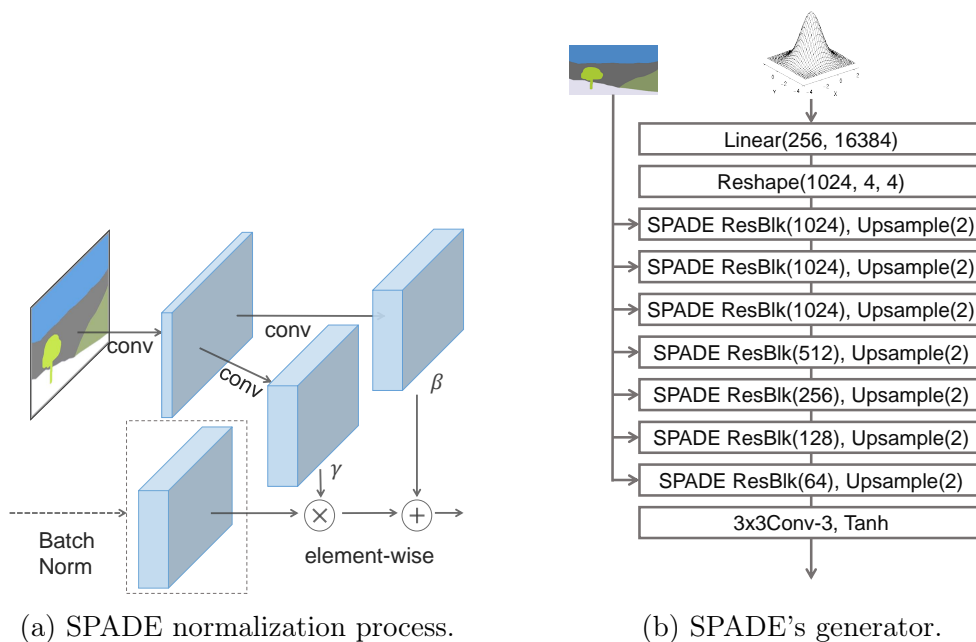 conv
conv
conv
β
γ
Batch
Norm
×
+
element-wise
(a) SPADE normalization process.
Linear(256, 16384)
Reshape(1024, 4, 4)
SPADE ResBlk(1024), Upsample(2)
SPADE ResBlk(1024), Upsample(2)
SPADE ResBlk(1024), Upsample(2)
SPADE ResBlk(512), Upsample(2)
SPADE ResBlk(256), Upsample(2)
SPADE ResBlk(128), Upsample(2)
SPADE ResBlk(64), Upsample(2)
3x3Conv-3, Tanh
(b) SPADE's generator.